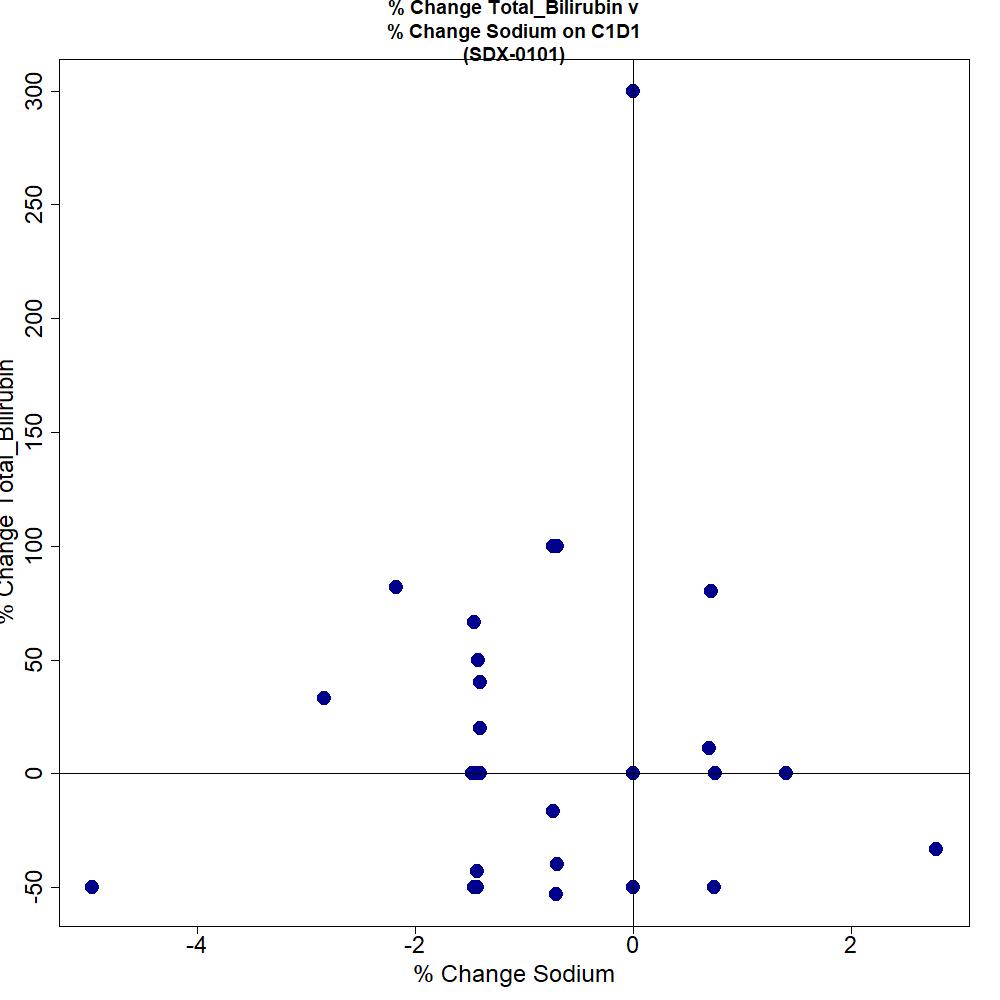 % Change Total_Bilirubin v
% Change Sodium on C1D1
(SDX-0101)
300
250
200
150
100
50
0
-50
% Change Total_Bilirubin
-4
-2
0
2
% Change Sodium